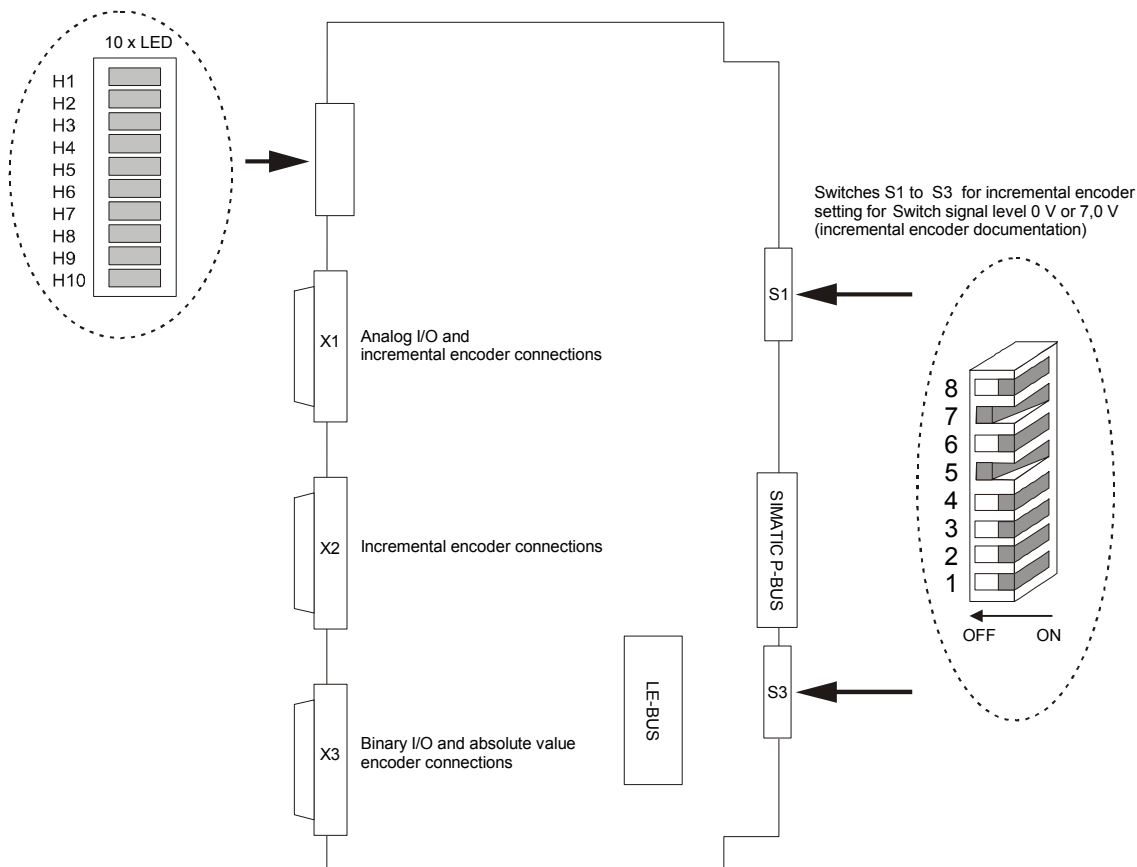 10 x LED
H1
H2
H3
H4
H5
H6
H7
H8
H9
H10
X1
Analog I/O and
incremental encoder connections
X2
Incremental encoder connections
X3
Binary I/O and absolute value
encoder connections
Switches S1 to S3 for incremental encoder
setting for Switch signal level 0 V or 7,0 V
(incremental encoder documentation)
S1
SIMATIC P-BUS
LE-BUS
S3
8
7
6
5
4
3
2
1
OFF ON